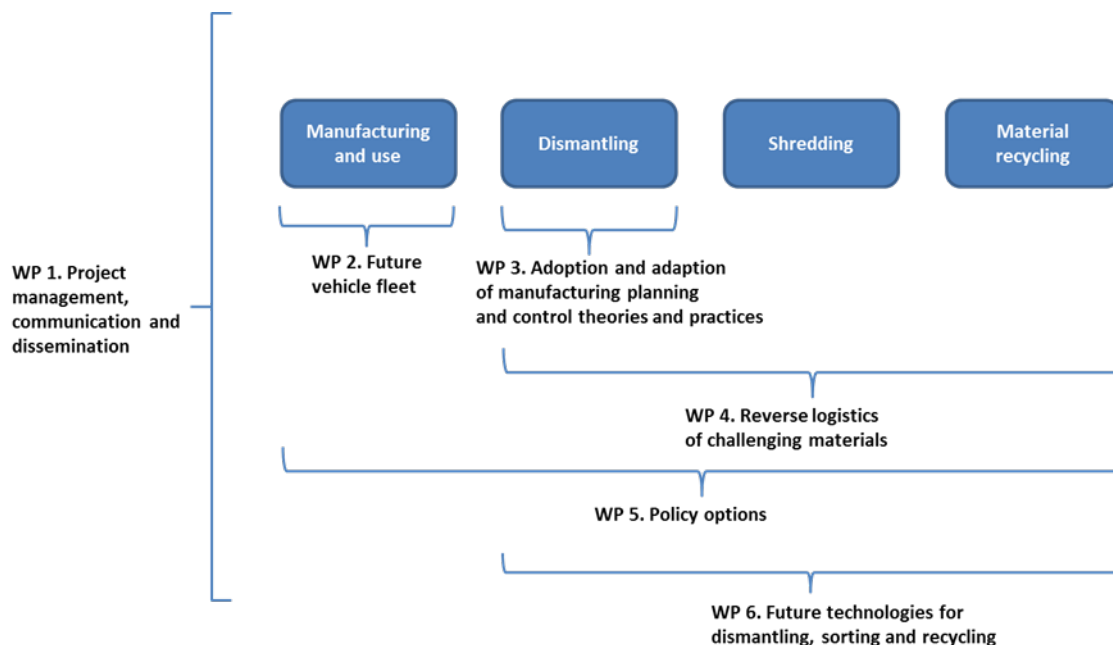 Manufacturing
and use
Dismantling
Shredding
Material
recycling
WP 1. Project
management,
communication and
dissemination
WP 2. Future
vehicle fleet
WP 3. Adoption and adaption
of manufacturing planning
and control theories and practices
WP 4. Reverse logistics
of challenging materials
WP 5. Policy options
WP 6. Future technologies for
dismantling, sorting and recycling